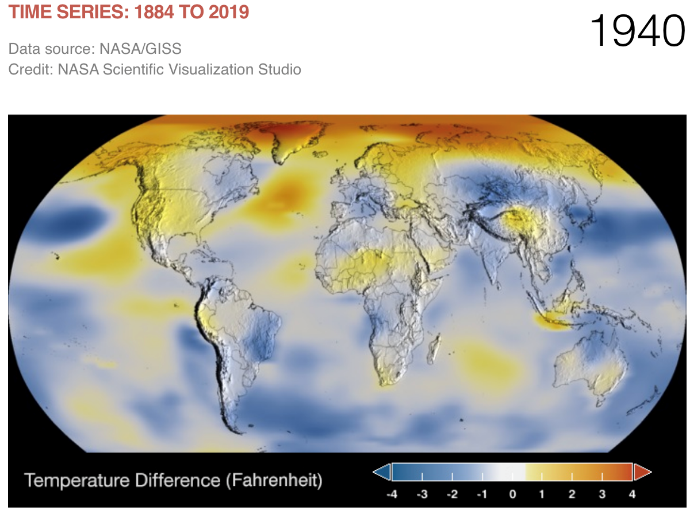 TIME SERIES: 1884 TO 2019
1940
Data source: NASA/GISS
Credit: NASA Scientific Visualization Studio
Temperature Difference (Fahrenheit)
-4 -3 -2 -1 0 1 2 3 4